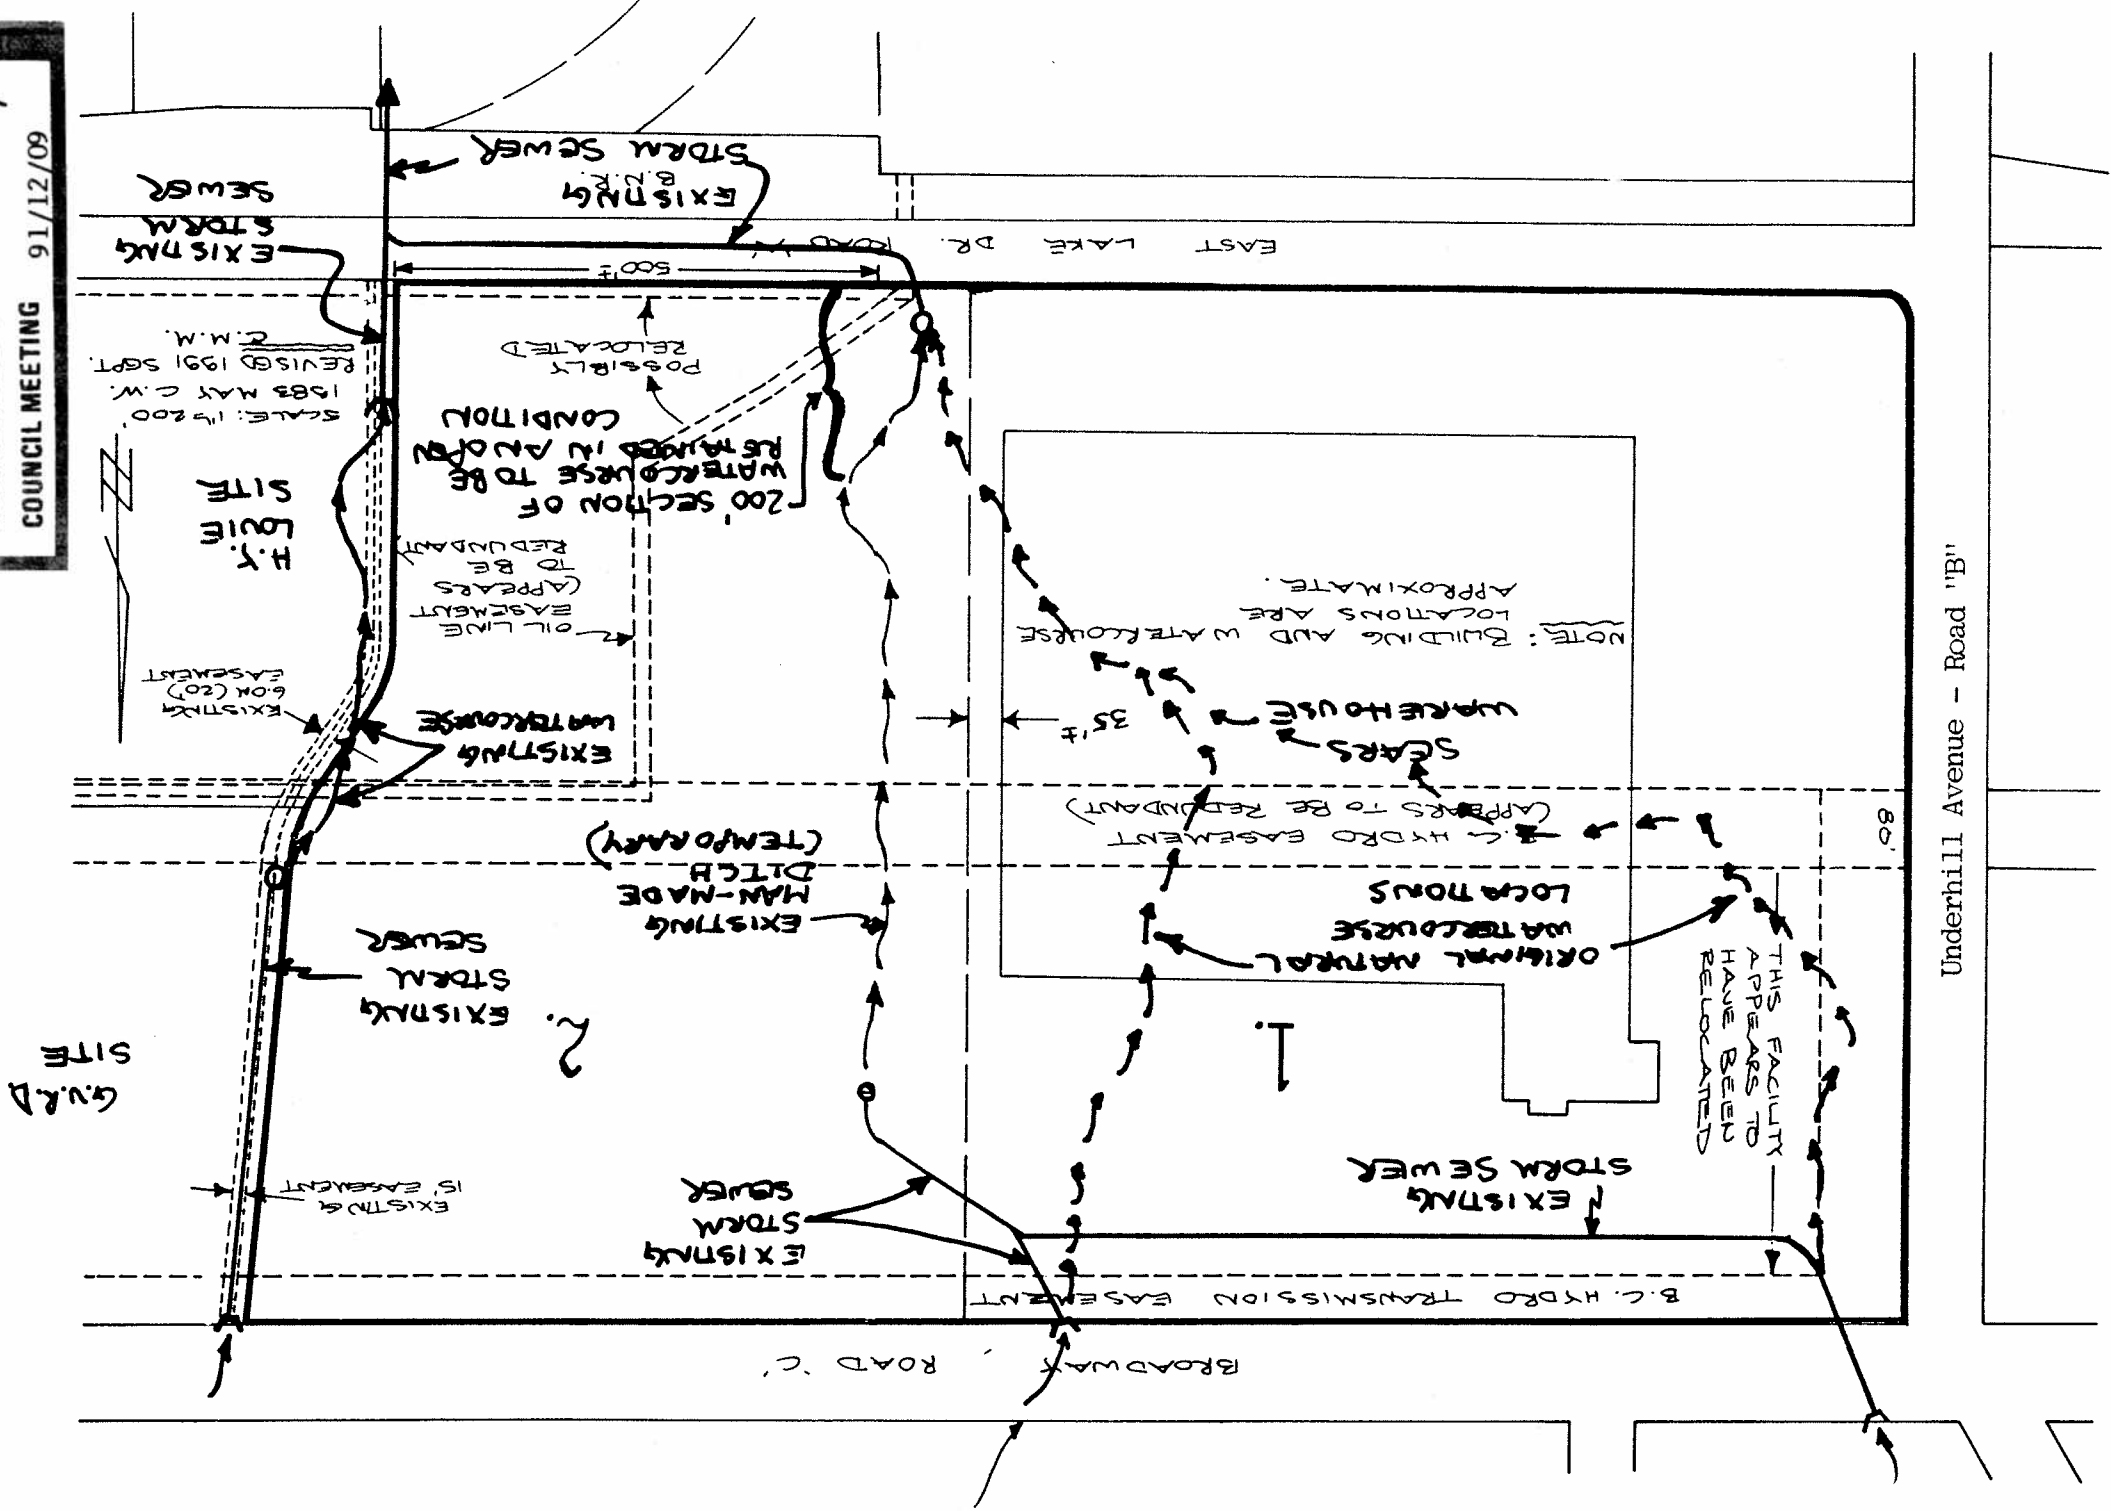 COUNCIL MEETING 91/12/09
BROADWAY, ROAD 'C'
B.C. HYDRO TRANSMISSION EASEMENT
EXISTING
STORM SEWER
EXISTING
STORM
SEWER
EXISTING
15' EASEMENT
THIS FACILITY
APPEARS TO
HAVE BEEN
RELOCATED
G.V.R.D
SITE
1.
2.
EXISTING
STORM
SEWER
ORIGINAL NATURAL
WATERCOURSE
LOCATIONS
EXISTING
MAN-MADE
DITCH
(TEMPORARY)
80'
B.C. HYDRO EASEMENT
(APPEARS TO BE REDUNDANT)
SEARS
WAREHOUSE
35'±
EXISTING
WATERCOURSE
EXISTING
6.0M (20')
EASEMENT
NOTE: BUILDING AND WATERCOURSE
LOCATIONS ARE
APPROXIMATE.
OIL LINE
EASEMENT
(APPEARS
TO BE
REDUNDANT)
H.Y.
LOUIE
SITE
200' SECTION OF
WATERCOURSE TO BE
RETAINED IN AN OPEN
CONDITION
POSSIBLY
RELOCATED
SCALE: 1"=200'
1983 MAY C.W.
REVISED 1991 SEPT.
C.M.M.
500'±
EAST LAKE DR. ROAD 'A'
EXISTING
STORM SEWER
B.N.R.
EXISTING
STORM
SEWER
Underhill Avenue - Road "B"